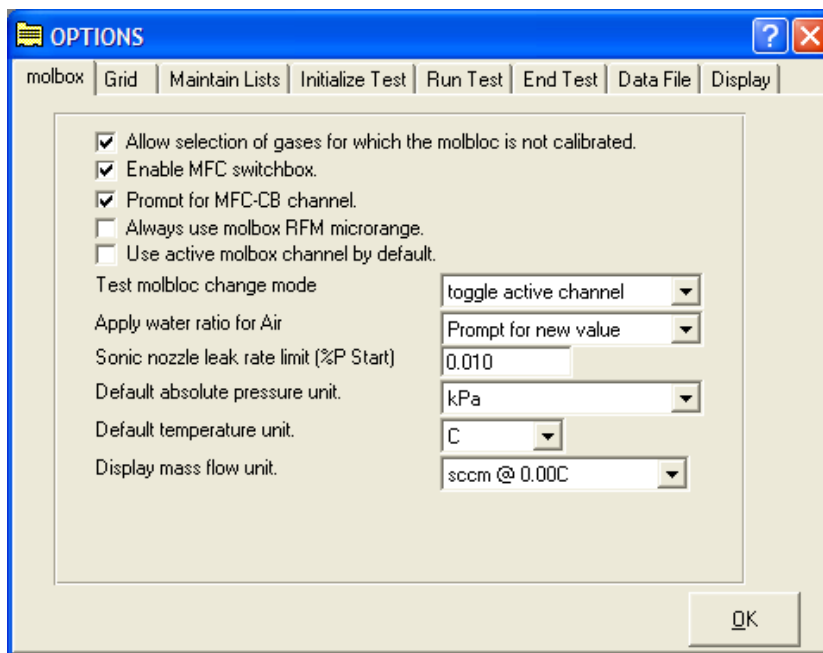 OPTIONS
molbox Grid Maintain Lists Initialize Test Run Test End Test Data File Display
Allow selection of gases for which the molbloc is not calibrated.
Enable MFC switchbox.
Prompt for MFC-CB channel.
Always use molbox RFM microrange.
Use active molbox channel by default.
Test molbloc change mode toggle active channel
Apply water ratio for Air Prompt for new value
Sonic nozzle leak rate limit (%P Start) 0.010
Default absolute pressure unit. kPa
Default temperature unit. C
Display mass flow unit. sccm @ 0.00C
OK